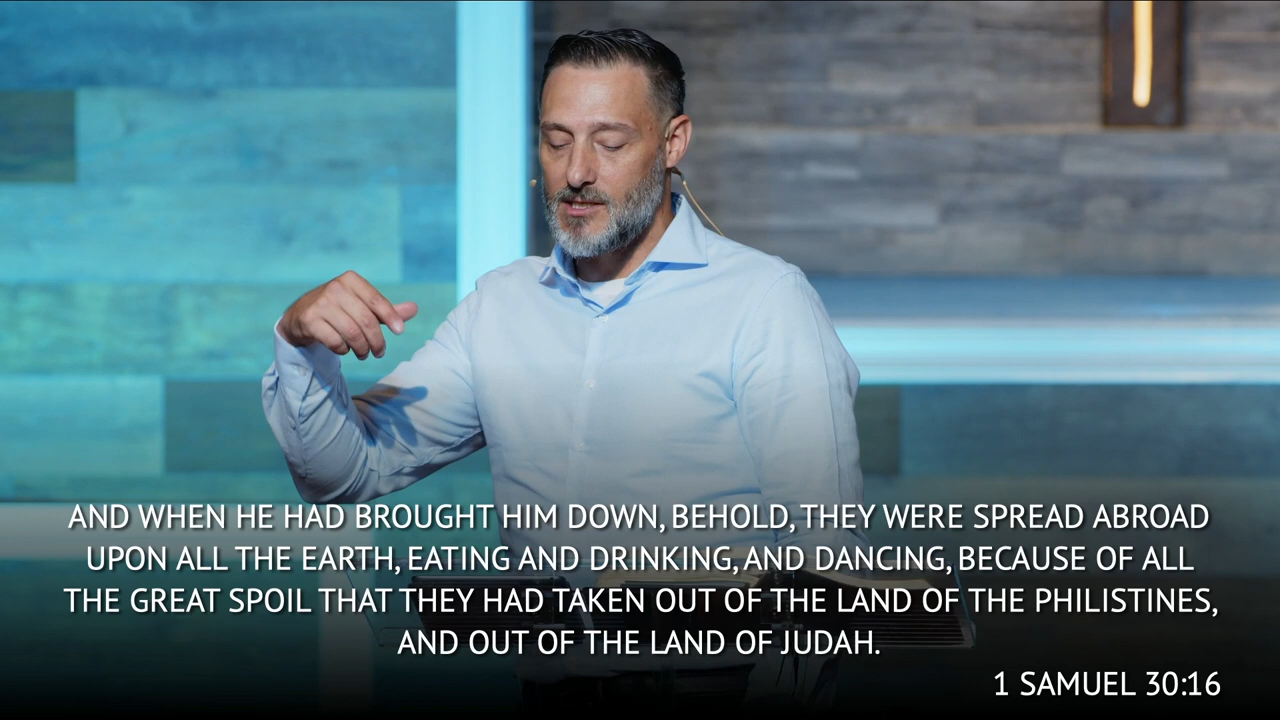 AND WHEN HE HAD BROUGHT HIM DOWN, BEHOLD, THEY WERE SPREAD ABROAD
UPON ALL THE EARTH, EATING AND DRINKING, AND DANCING, BECAUSE OF ALL
THE GREAT SPOIL THAT THEY HAD TAKEN OUT OF THE LAND OF THE PHILISTINES,
AND OUT OF THE LAND OF JUDAH.
1 SAMUEL 30:16